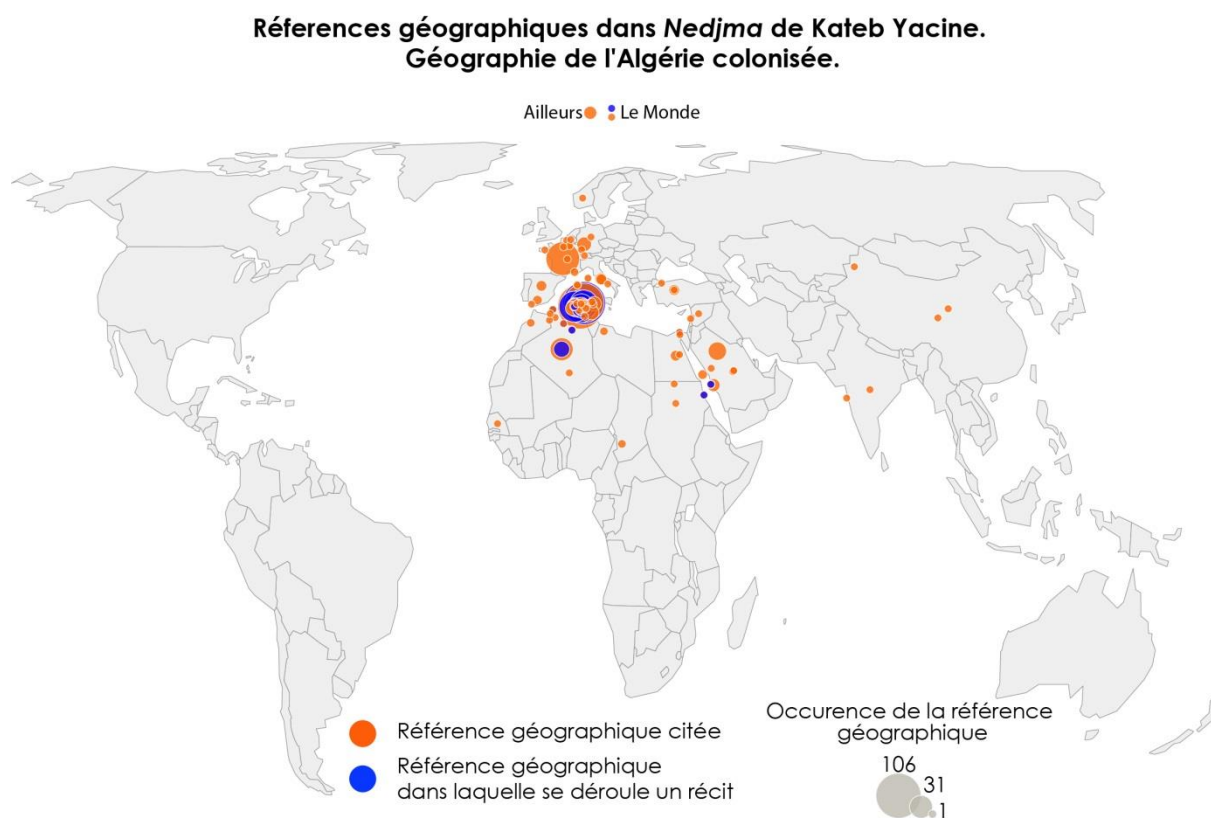 Réferences géographiques dans Nedjma de Kateb Yacine.
Géographie de l'Algérie colonisée.
Ailleurs Le Monde
Référence géographique citée
Référence géographique
dans laquelle se déroule un récit
Occurence de la référence
géographique
106
31
1